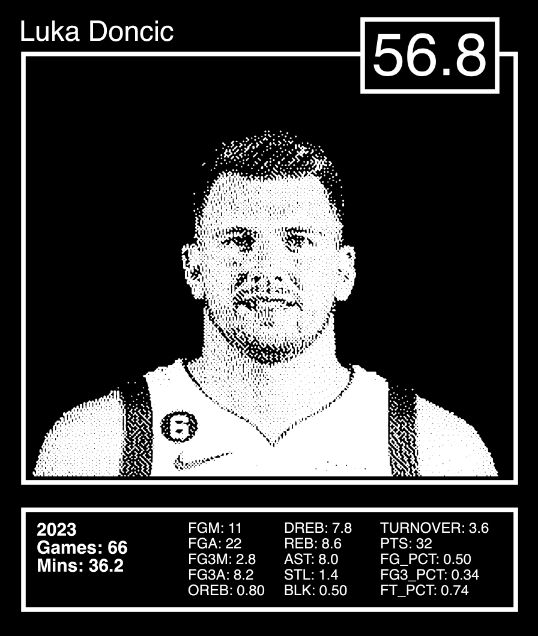 Luka Doncic
56.8
6
2023
Games: 66
Mins: 36.2
FGM: 11
FGA: 22
FG3M: 2.8
FG3A: 8.2
OREB: 0.80
DREB: 7.8
REB: 8.6
AST: 8.0
STL: 1.4
BLK: 0.50
TURNOVER: 3.6
PTS: 32
FG_PCT: 0.50
FG3_PCT: 0.34
FT_PCT: 0.74